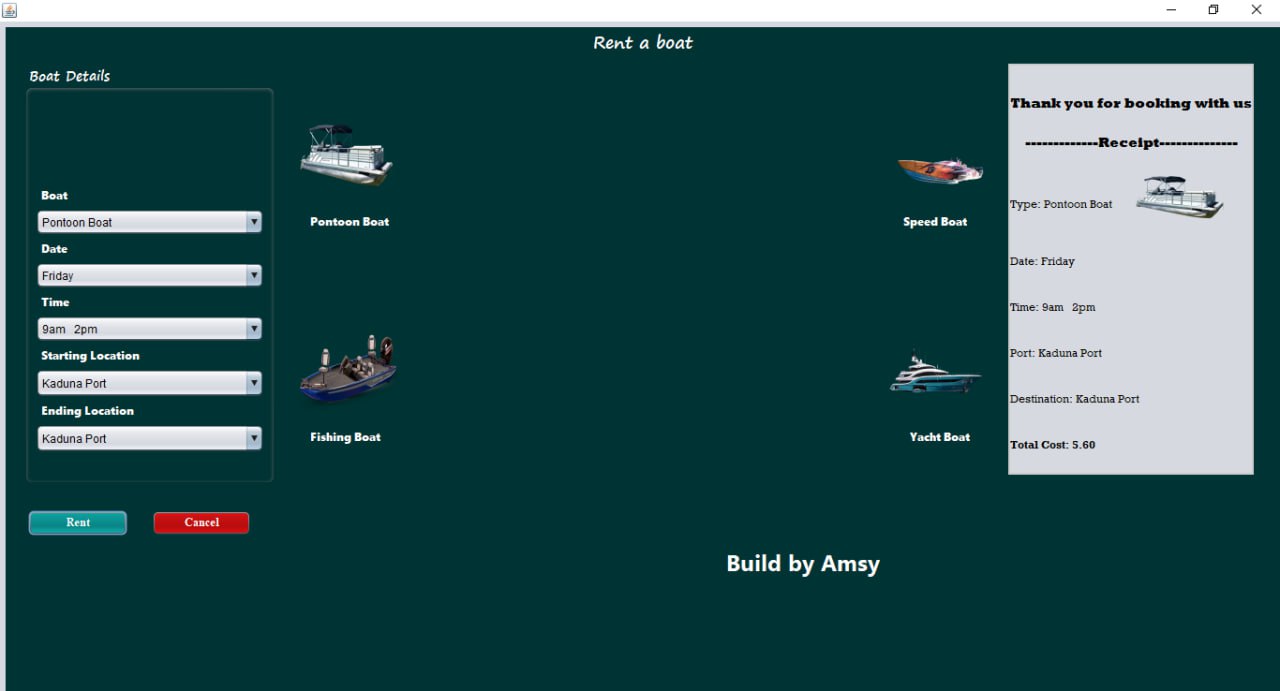 Rent a boat
Boat Details
Boat
Pontoon Boat
Date
Friday
Time
9am  2pm
Starting Location
Kaduna Port
Ending Location
Kaduna Port
Rent
Cancel
Pontoon Boat
Speed Boat
Fishing Boat
Yacht Boat
Thank you for booking with us
-------------Receipt--------------
Type: Pontoon Boat
Date: Friday
Time: 9am  2pm
Port: Kaduna Port
Destination: Kaduna Port
Total Cost: 5.60
Build by Amsy